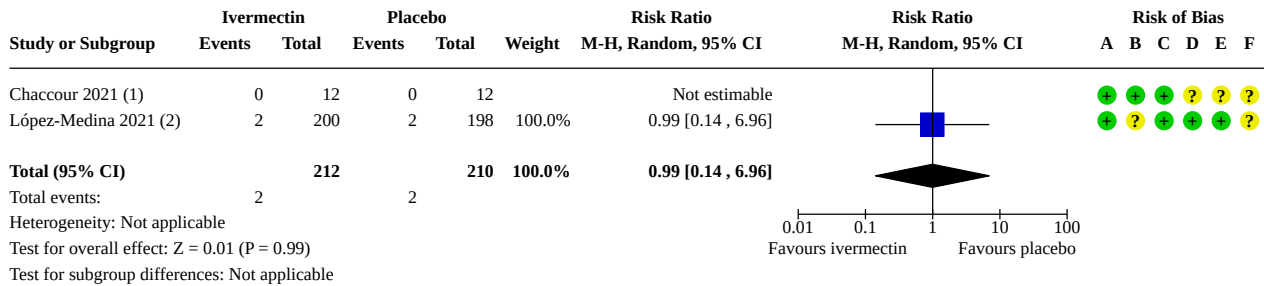 Ivermectin Placebo Risk Ratio Risk Ratio Risk of Bias
Study or Subgroup Events Total Events Total Weight M-H, Random, 95% CI M-H, Random, 95% CI A B C D E F
Chaccour 2021 (1) 0 12 0 12 Not estimable + + + ? ? ?
López-Medina 2021 (2) 2 200 2 198 100.0% 0.99 [0.14 , 6.96] + ? + + + ?
Total (95% CI) 212 210 100.0% 0.99 [0.14 , 6.96]
Total events: 2 2
Heterogeneity: Not applicable
0.01 0.1 1 10 100
Test for overall effect: Z = 0.01 (P = 0.99)
Favours ivermectin Favours placebo
Test for subgroup differences: Not applicable